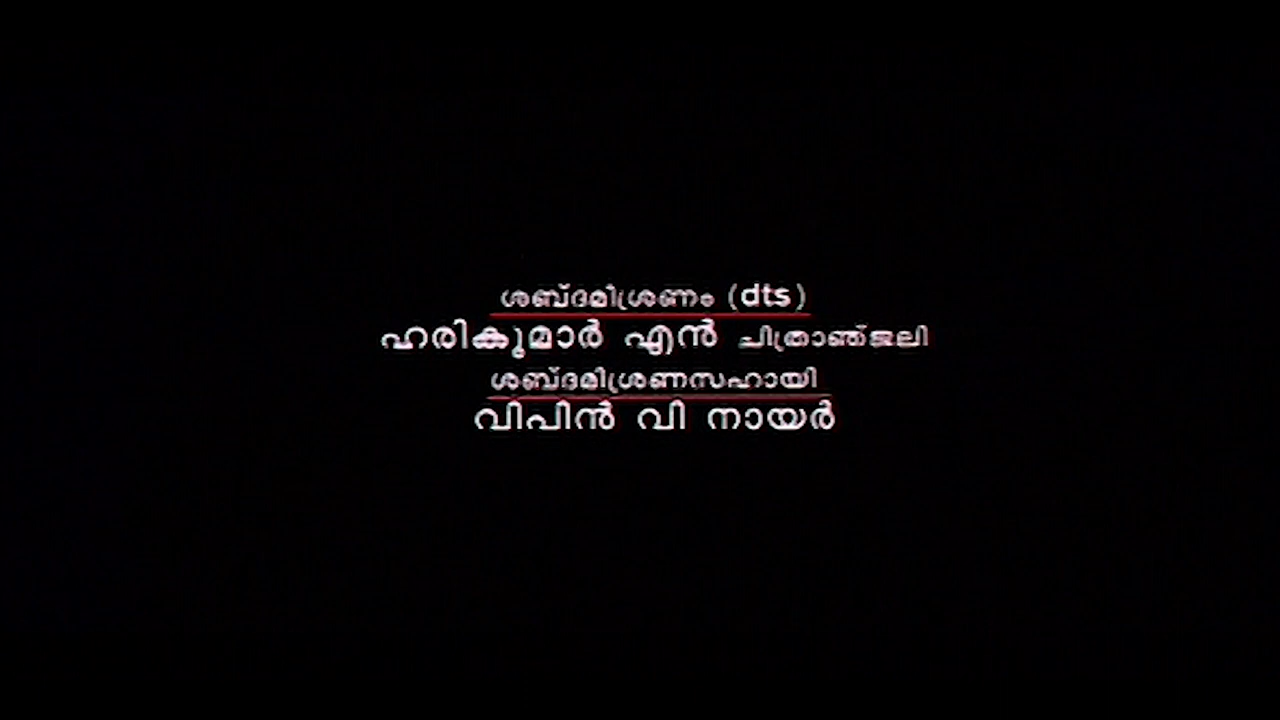 ശബ്ദമിശ്രണം (dts)
ഹരികുമാർ എൻ ചിത്രാഞ്ജലി
ശബ്ദമിശ്രണസഹായി
വിപിൻ വി നായർ